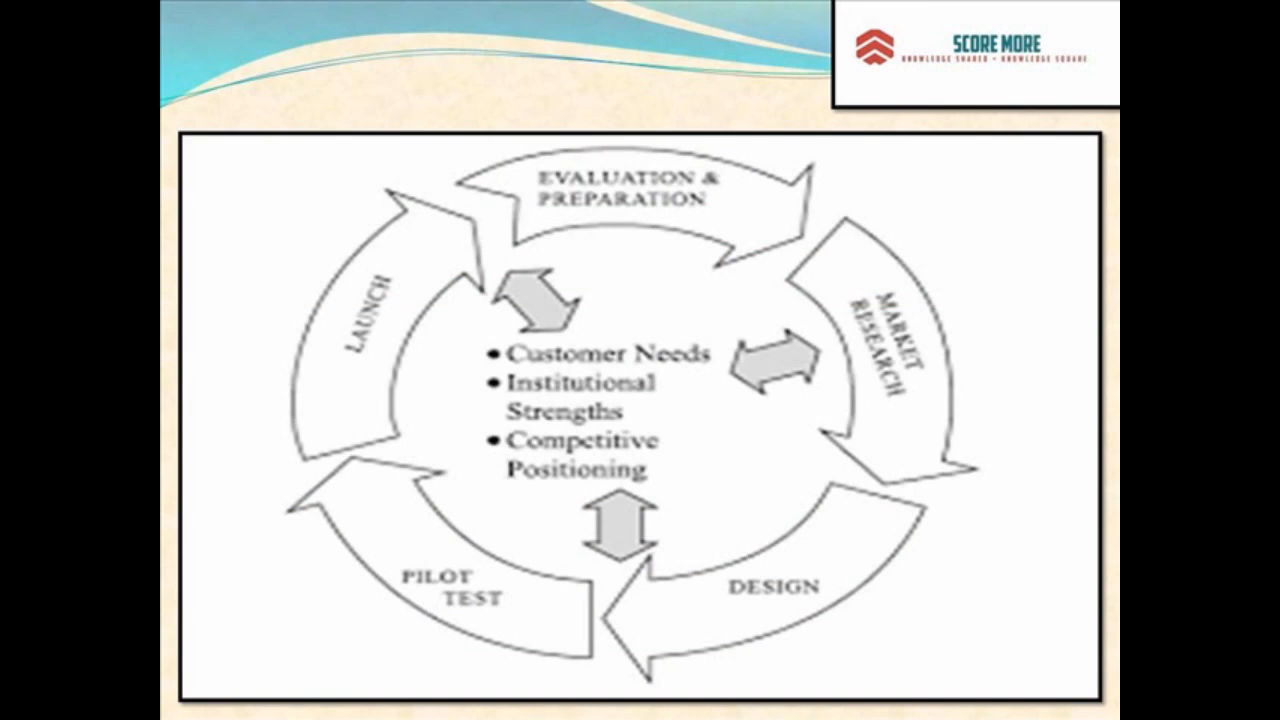 SCORE MORE
KNOWLEDGE SHARED • KNOWLEDGE SQUARE
EVALUATION &
PREPARATION
MARKET
RESEARCH
DESIGN
PILOT
TEST
LAUNCH
• Customer Needs
• Institutional
Strengths
• Competitive
Positioning